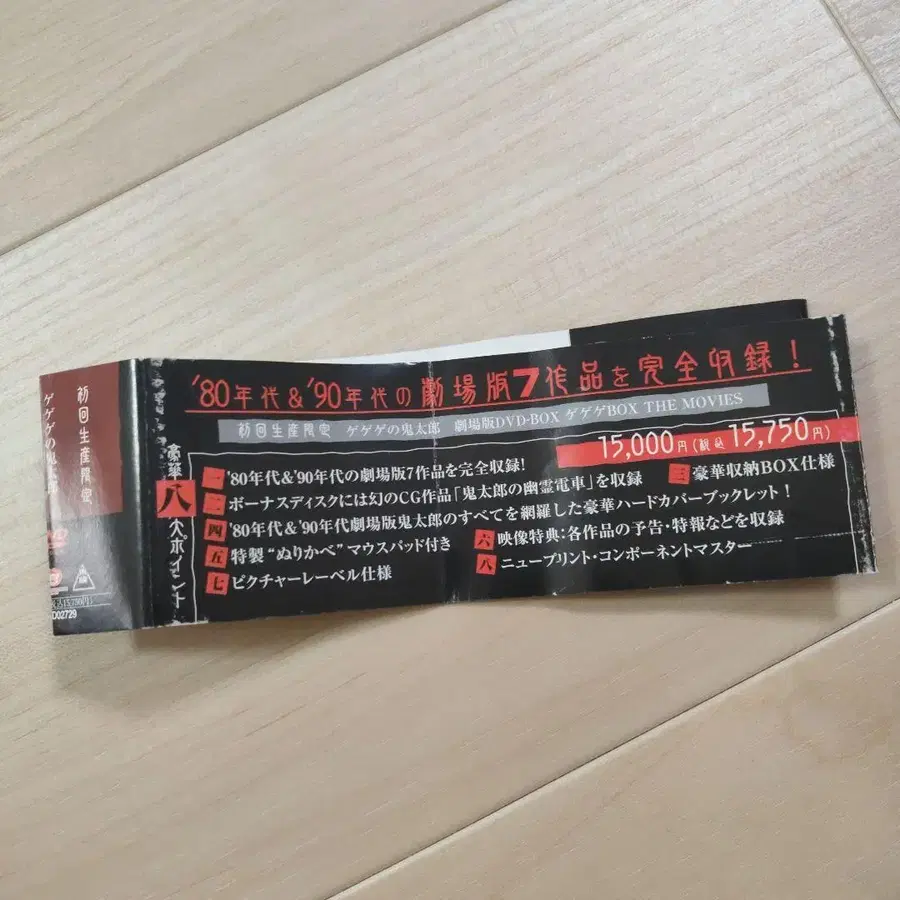 初回生産限定
ゲゲゲの鬼太郎
02729
豪華八大ポイント
'80年代&'90年代の劇場版7作品を完全収録!
初回生産限定 ゲゲゲの鬼太郎 劇場版DVD-BOX ゲゲゲBOX THE MOVIES
15,000円(税込15,750円)
一 '80年代&'90年代の劇場版7作品を完全収録!
二 ボーナスディスクには幻のCG作品「鬼太郎の幽霊電車」を収録
三 豪華収納BOX仕様
四 '80年代&'90年代劇場版鬼太郎のすべてを網羅した豪華ハードカバーブックレット!
五 特製“ぬりかべ”マウスパッド付き
六 映像特典:各作品の予告・特報などを収録
七 ピクチャーレーベル仕様
八 ニュープリント・コンポーネントマスター